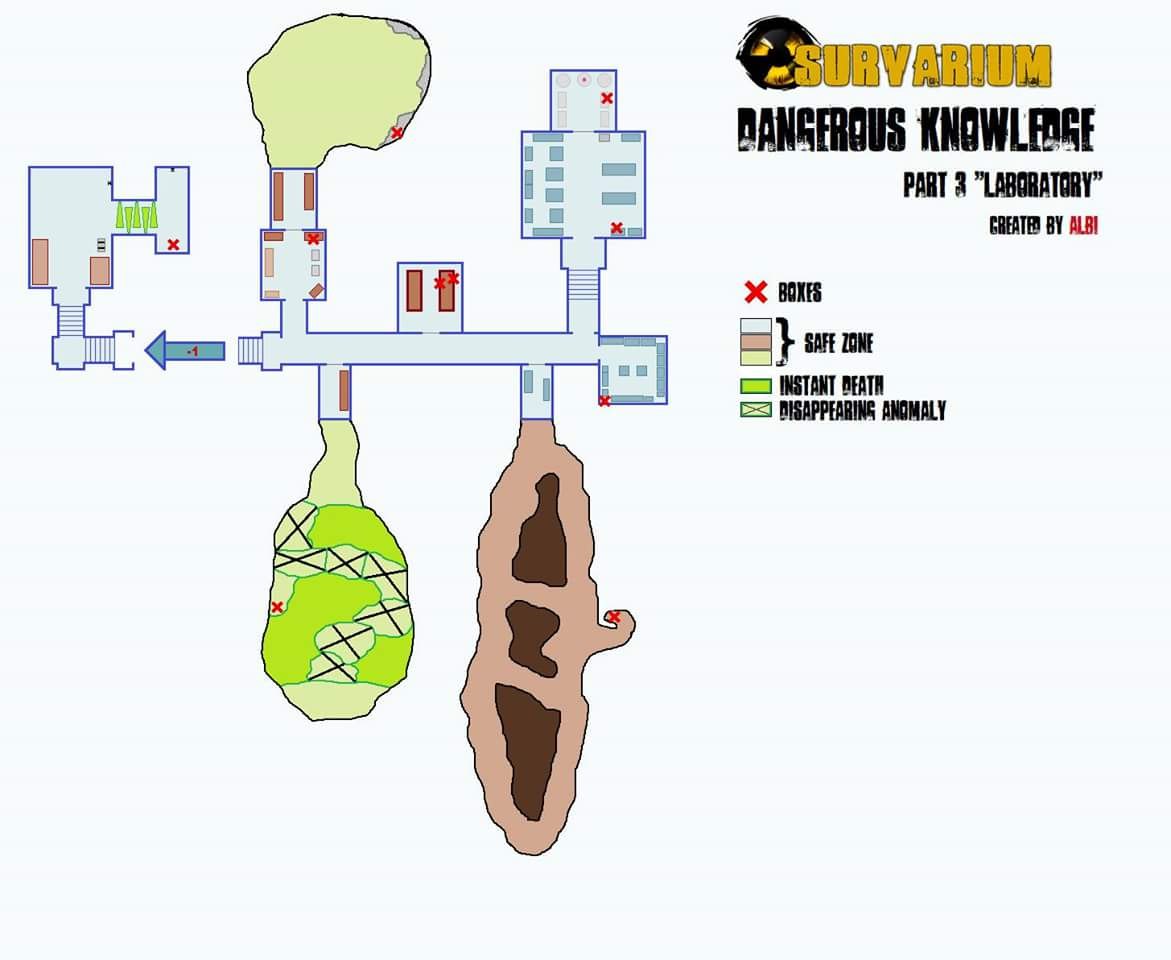 SURVARIUM
DANGEROUS KNOWLEDGE
PART 3 "LABORATORY"
CREATED BY ALBI
BOXES
SAFE ZONE
INSTANT DEATH
DISAPPEARING ANOMALY
-1